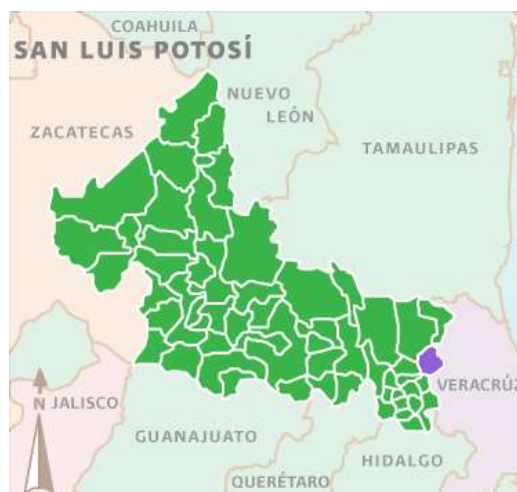 COAHUILA
SAN LUIS POTOSÍ
NUEVO
LEÓN
ZACATECAS
TAMAULIPAS
VERACRÚZ
N
JALISCO
GUANAJUATO
HIDALGO
QUERÉTARO